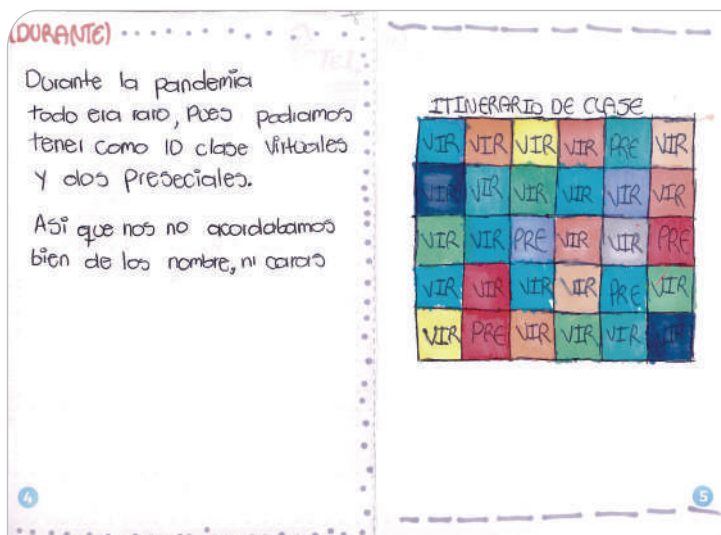 (DURANTE)
Durante la pandemia
todo era raro, Pues podiamos
tener como 10 clase virtuales
y dos preseciales.
Asi que nos no acordabamos
bien de los nombre, ni caras
4
ITINERARIO DE CLASE
VIR VIR VIR VIR PRE VIR
VIR VIR VIR VIR VIR VIR
VIR VIR PRE VIR VIR PRE
VIR VIR VIR VIR PRE VIR
VIR PRE VIR VIR VIR VIR
5